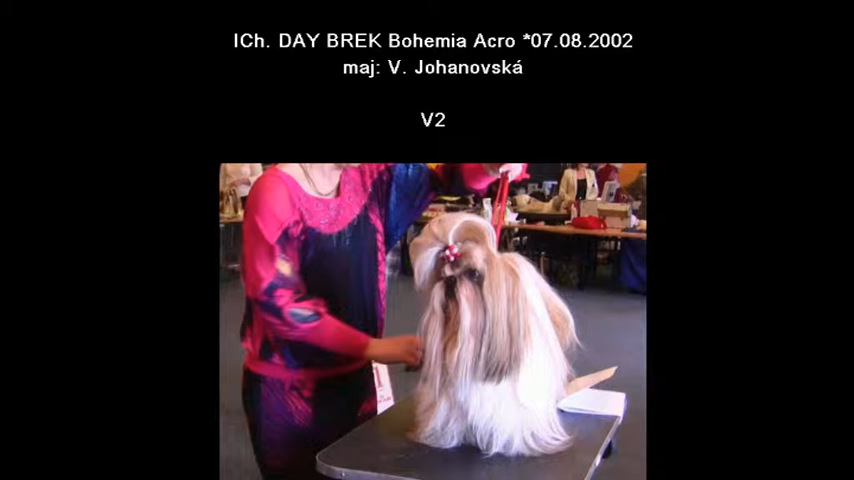 ICh. DAY BREK Bohemia Acro *07.08.2002
maj: V. Johanovská
V2